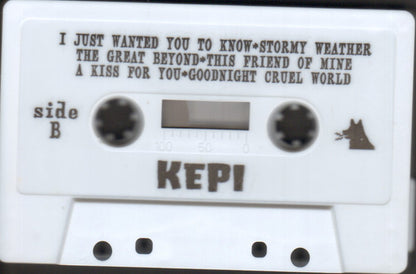 I JUST WANTED YOU TO KNOW*STORMY WEATHER
THE GREAT BEYOND*THIS FRIEND OF MINE
A KISS FOR YOU*GOODNIGHT CRUEL WORLD
side
B
100 50 0
KEPI